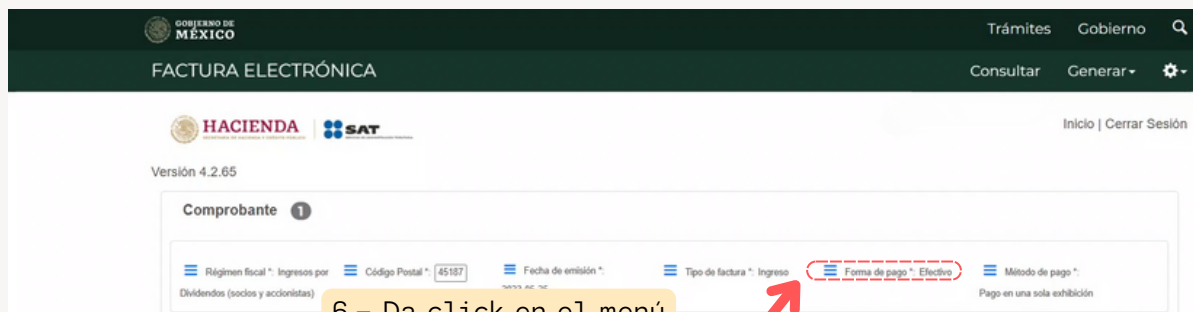 GOBIERNO DE
MÉXICO
Trámites Gobierno
FACTURA ELECTRÓNICA
Consultar Generar
HACIENDA SAT
Inicio | Cerrar Sesión
Versión 4.2.65
Comprobante 1
Régimen fiscal *: Ingresos por Código Postal *: 45187 Fecha de emisión *: Tipo de factura *: Ingreso Forma de pago *: Efectivo Método de pago *:
Dividendos (socios y accionistas) Pago en una sola exhibición
6 - Da click en el menú